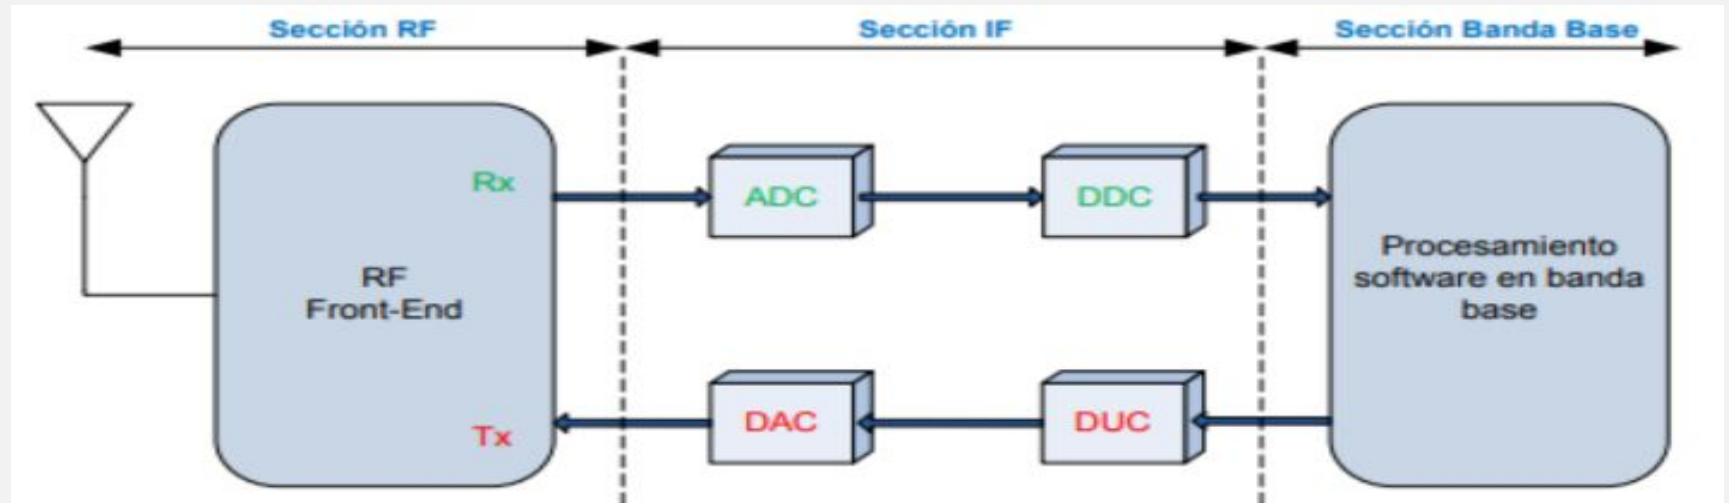 Sección RF
Sección IF
Sección Banda Base
Rx
ADC
DDC
RF
Front-End
Procesamiento
software en banda
base
Tx
DAC
DUC